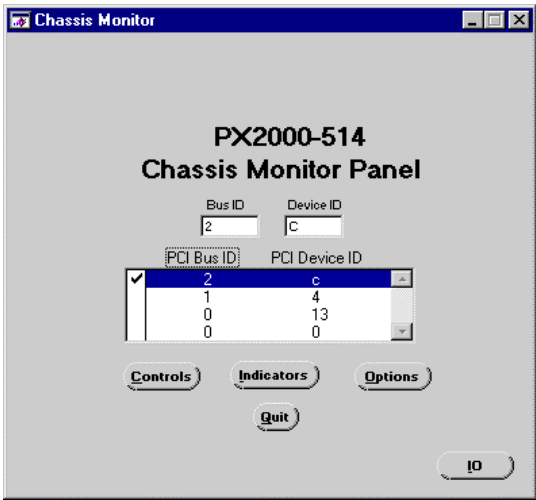 Chassis Monitor
PX2000-514
Chassis Monitor Panel
Bus ID Device ID
2 C
PCI Bus ID PCI Device ID
2 c
1 4
0 13
0 0
Controls Indicators Options
Quit
IO